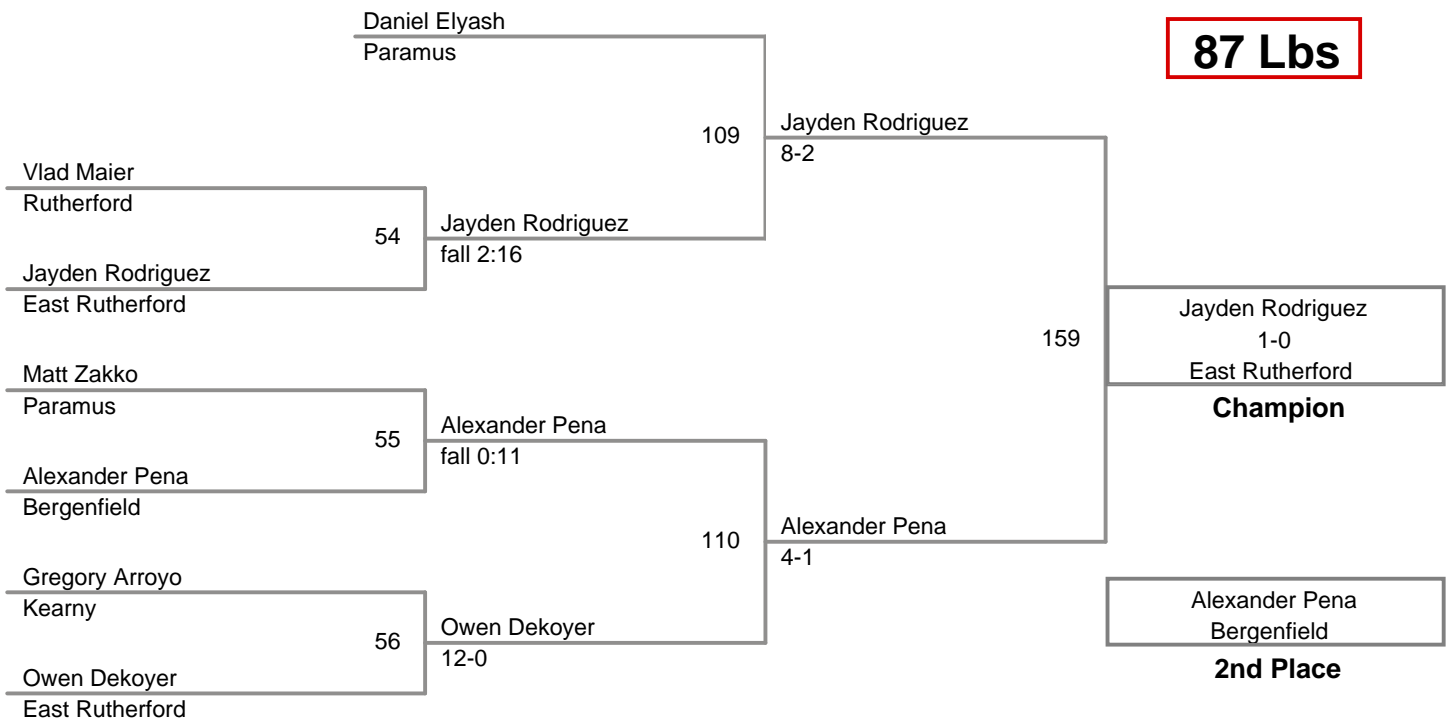 Daniel Elyash
Paramus
87 Lbs
109
Jayden Rodriguez
8-2
Vlad Maier
Rutherford
54
Jayden Rodriguez
fall 2:16
Jayden Rodriguez
East Rutherford
159
Jayden Rodriguez
1-0
East Rutherford
Champion
Matt Zakko
Paramus
55
Alexander Pena
fall 0:11
Alexander Pena
Bergenfield
110
Alexander Pena
4-1
Gregory Arroyo
Kearny
56
Owen Dekoyer
12-0
Owen Dekoyer
East Rutherford
Alexander Pena
Bergenfield
2nd Place